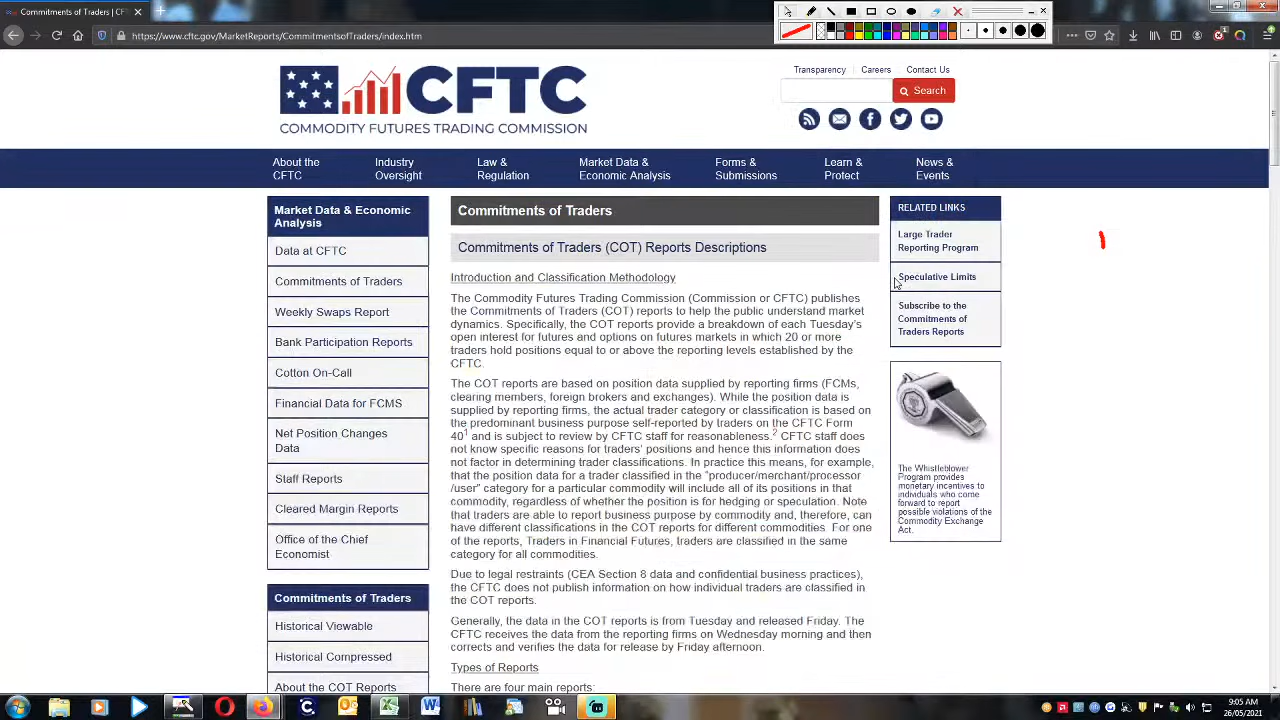 Commitments of Traders | CFTC
https://www.cftc.gov/MarketReports/CommitmentsofTraders/index.htm
CFTC
COMMODITY FUTURES TRADING COMMISSION
Transparency
Careers
Contact Us
Search
About the
CFTC
Industry
Oversight
Law &
Regulation
Market Data &
Economic Analysis
Forms &
Submissions
Learn &
Protect
News &
Events
Market Data & Economic
Analysis
Data at CFTC
Commitments of Traders
Weekly Swaps Report
Bank Participation Reports
Cotton On-Call
Financial Data for FCMS
Net Position Changes
Data
Staff Reports
Cleared Margin Reports
Office of the Chief
Economist
Commitments of Traders
Historical Viewable
Historical Compressed
About the COT Reports
Commitments of Traders
Commitments of Traders (COT) Reports Descriptions
Introduction and Classification Methodology
The Commodity Futures Trading Commission (Commission or CFTC) publishes
the Commitments of Traders (COT) reports to help the public understand market
dynamics. Specifically, the COT reports provide a breakdown of each Tuesday's
open interest for futures and options on futures markets in which 20 or more
traders hold positions equal to or above the reporting levels established by the
CFTC.
The COT reports are based on position data supplied by reporting firms (FCMs,
clearing members, foreign brokers and exchanges). While the position data is
supplied by reporting firms, the actual trader category or classification is based on
the predominant business purpose self-reported by traders on the CFTC Form
40¹ and is subject to review by CFTC staff for reasonableness.² CFTC staff does
not know specific reasons for traders' positions and hence this information does
not factor in determining trader classifications. In practice this means, for example,
that the position data for a trader classified in the "producer/merchant/processor
/user" category for a particular commodity will include all of its positions in that
commodity, regardless of whether the position is for hedging or speculation. Note
that traders are able to report business purpose by commodity and, therefore, can
have different classifications in the COT reports for different commodities. For one
of the reports, Traders in Financial Futures, traders are classified in the same
category for all commodities.
Due to legal restraints (CEA Section 8 data and confidential business practices),
the CFTC does not publish information on how individual traders are classified in
the COT reports.
Generally, the data in the COT reports is from Tuesday and released Friday. The
CFTC receives the data from the reporting firms on Wednesday morning and then
corrects and verifies the data for release by Friday afternoon.
Types of Reports
There are four main reports:
RELATED LINKS
Large Trader
Reporting Program
Speculative Limits
Subscribe to the
Commitments of
Traders Reports
The Whistleblower
Program provides
monetary incentives to
individuals who come
forward to report
possible violations of the
Commodity Exchange
Act.
9:05 AM
26/05/2021